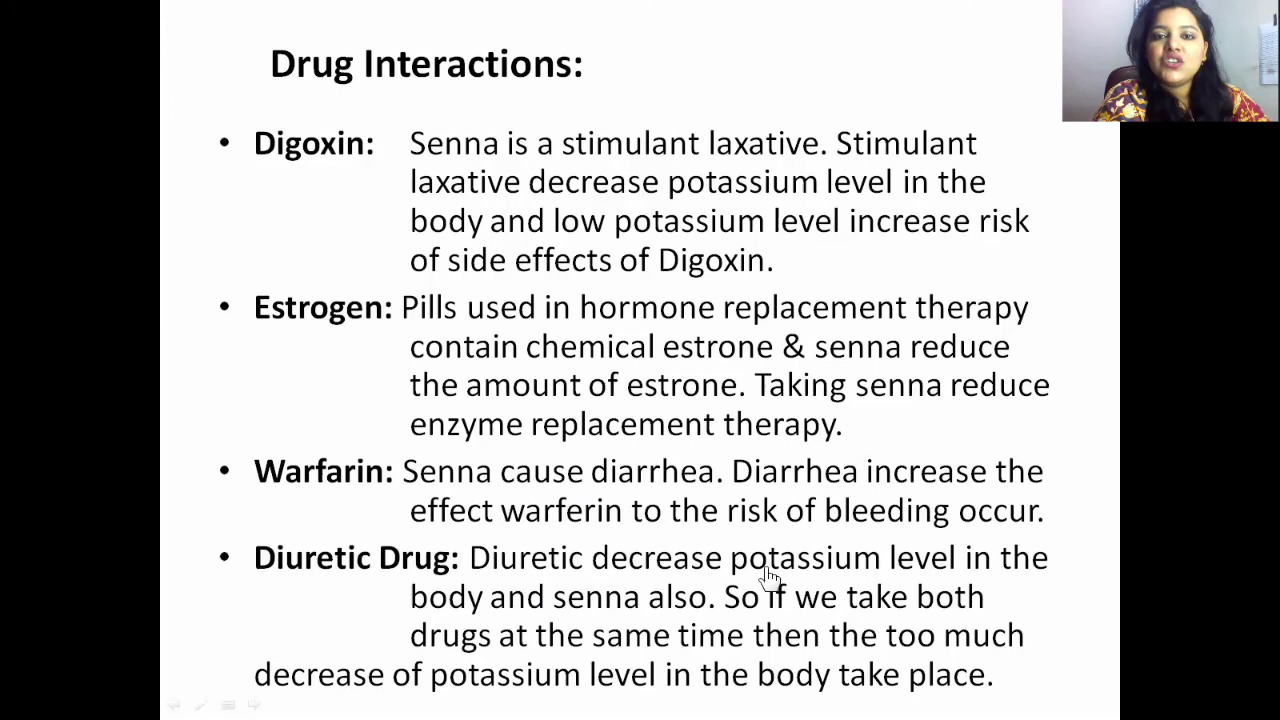 Drug Interactions:
• Digoxin: Senna is a stimulant laxative. Stimulant
laxative decrease potassium level in the
body and low potassium level increase risk
of side effects of Digoxin.
• Estrogen: Pills used in hormone replacement therapy
contain chemical estrone & senna reduce
the amount of estrone. Taking senna reduce
enzyme replacement therapy.
• Warfarin: Senna cause diarrhea. Diarrhea increase the
effect warferin to the risk of bleeding occur.
• Diuretic Drug: Diuretic decrease potassium level in the
body and senna also. So if we take both
drugs at the same time then the too much
decrease of potassium level in the body take place.